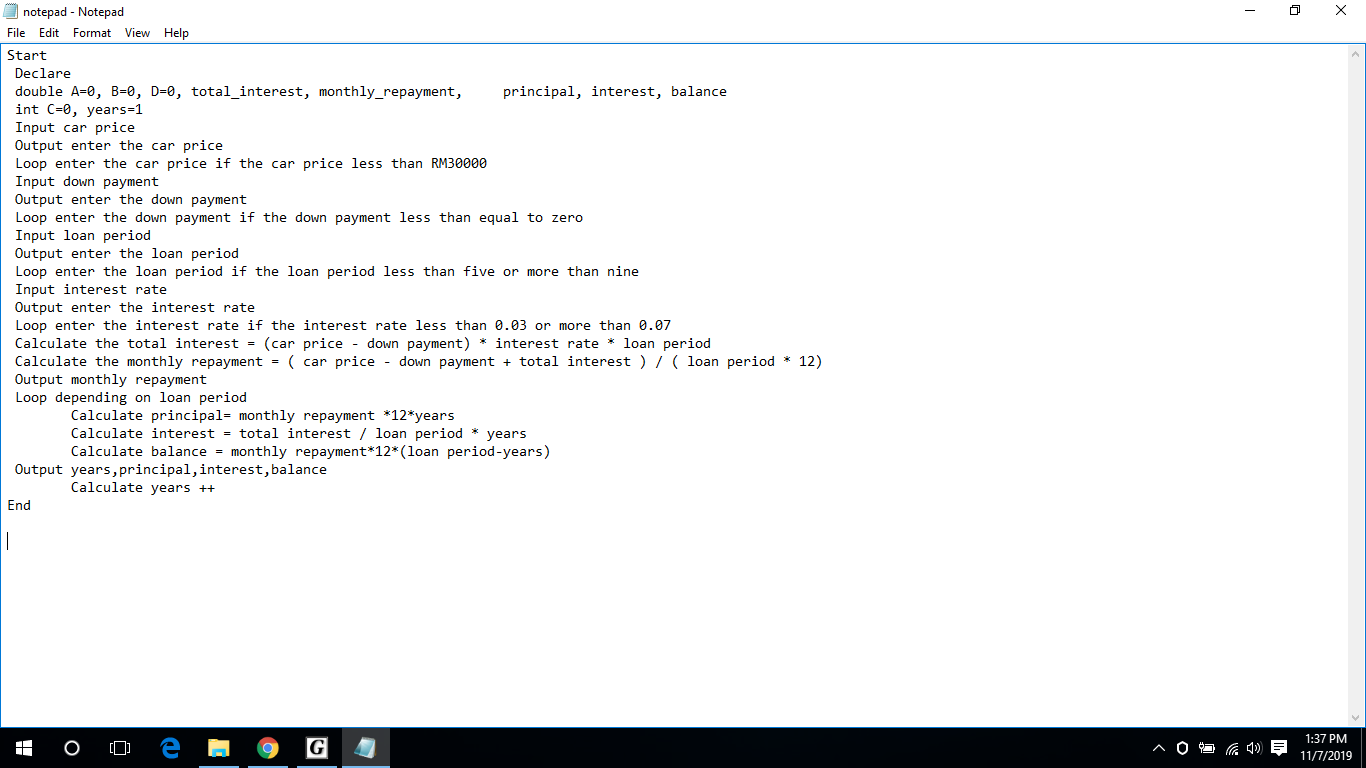 notepad - Notepad
File Edit Format View Help
Start
 Declare
 double A=0, B=0, D=0, total_interest, monthly_repayment,     principal, interest, balance
 int C=0, years=1
 Input car price
 Output enter the car price
 Loop enter the car price if the car price less than RM30000
 Input down payment
 Output enter the down payment
 Loop enter the down payment if the down payment less than equal to zero
 Input loan period
 Output enter the loan period
 Loop enter the loan period if the loan period less than five or more than nine
 Input interest rate
 Output enter the interest rate
 Loop enter the interest rate if the interest rate less than 0.03 or more than 0.07
 Calculate the total interest = (car price - down payment) * interest rate * loan period
 Calculate the monthly repayment = ( car price - down payment + total interest ) / ( loan period * 12)
 Output monthly repayment
 Loop depending on loan period
        Calculate principal= monthly repayment *12*years
        Calculate interest = total interest / loan period * years
        Calculate balance = monthly repayment*12*(loan period-years)
 Output years,principal,interest,balance
        Calculate years ++
End
G
1:37 PM
11/7/2019